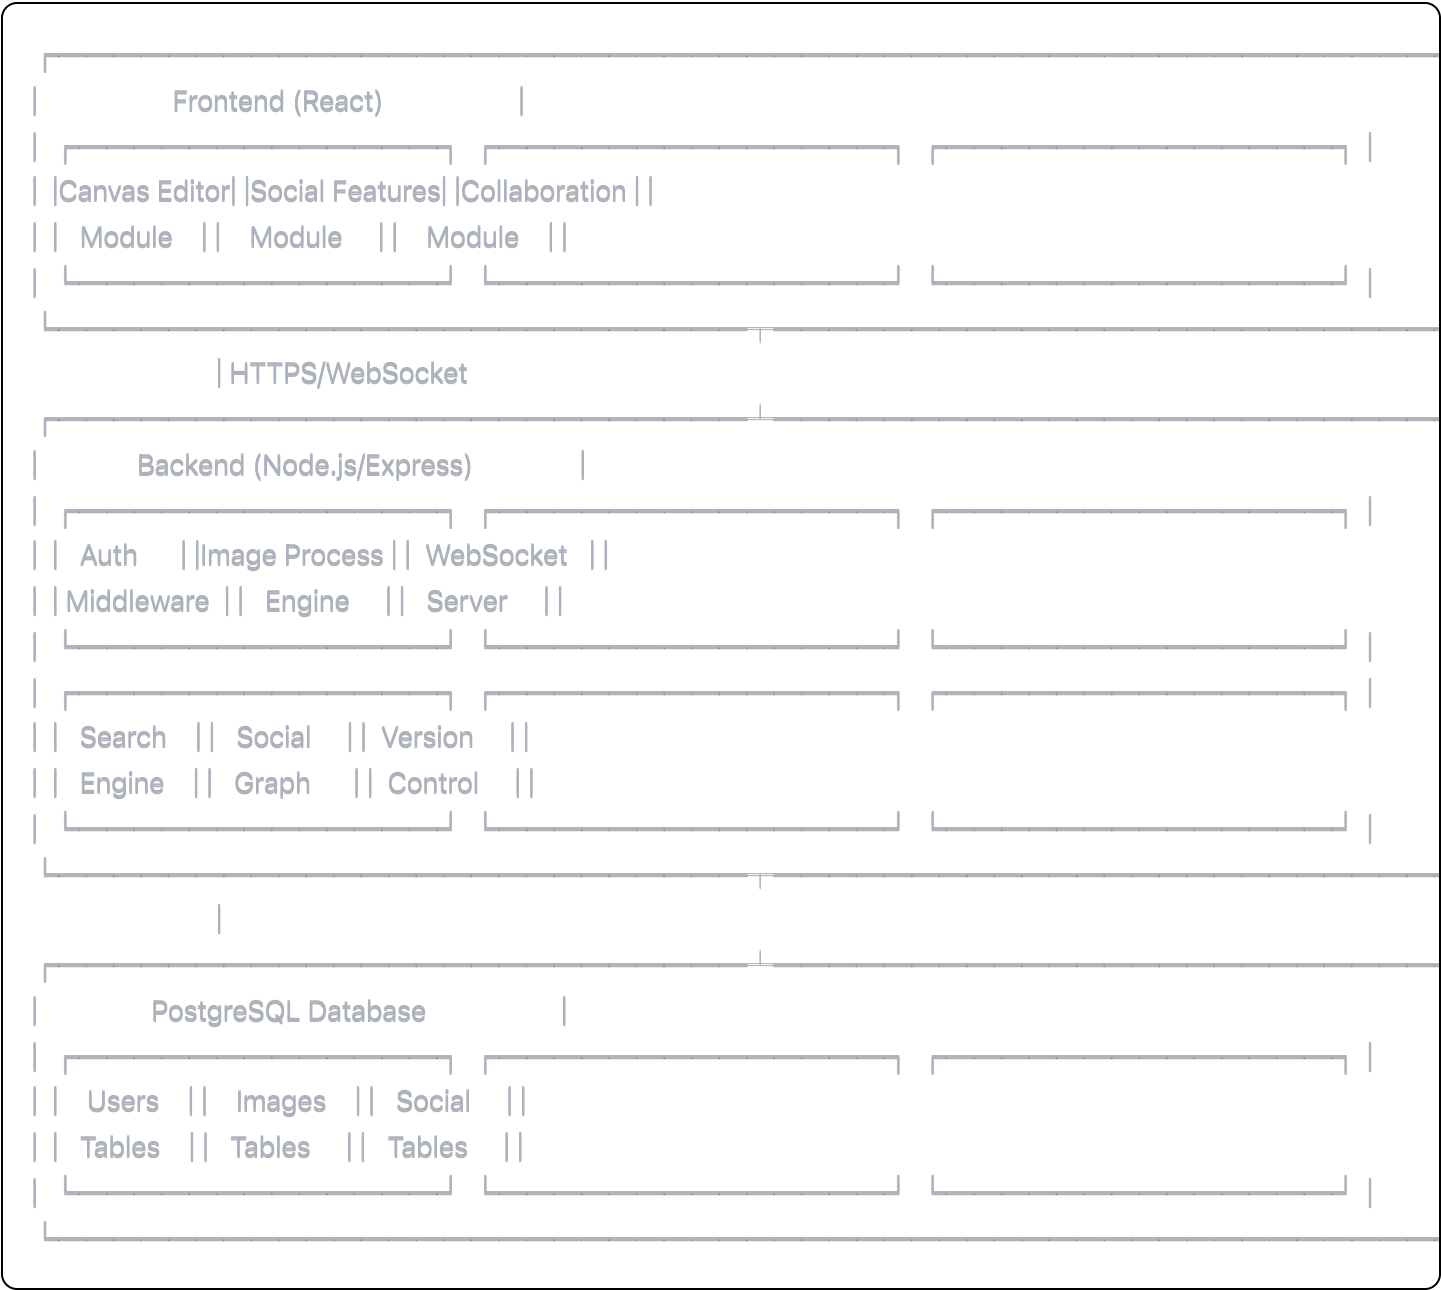 Frontend (React)
Canvas Editor Social Features Collaboration
Module Module Module
HTTPS/WebSocket
Backend (Node.js/Express)
Auth Image Process WebSocket
Middleware Engine Server
Search Social Version
Engine Graph Control
PostgreSQL Database
Users Images Social
Tables Tables Tables